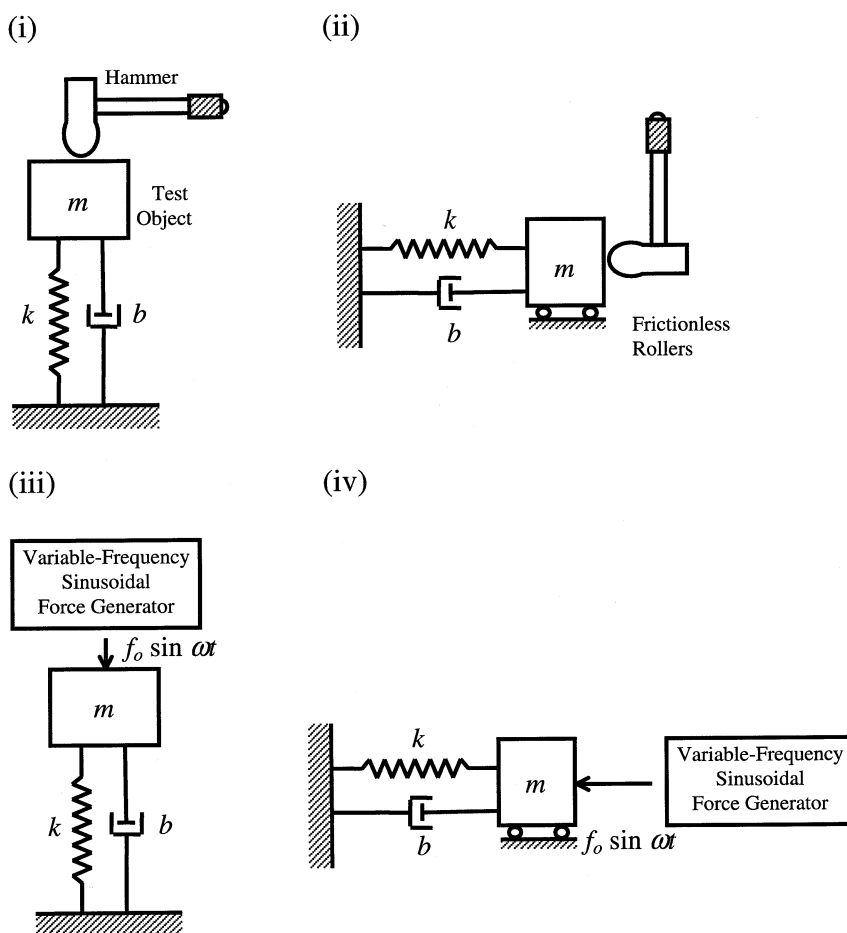 (i)
Hammer
m
Test
Object
k
b
(ii)
k
m
b
Frictionless
Rollers
(iii)
Variable-Frequency
Sinusoidal
Force Generator
f_o sin ωt
m
k
b
(iv)
k
m
b
f_o sin ωt
Variable-Frequency
Sinusoidal
Force Generator